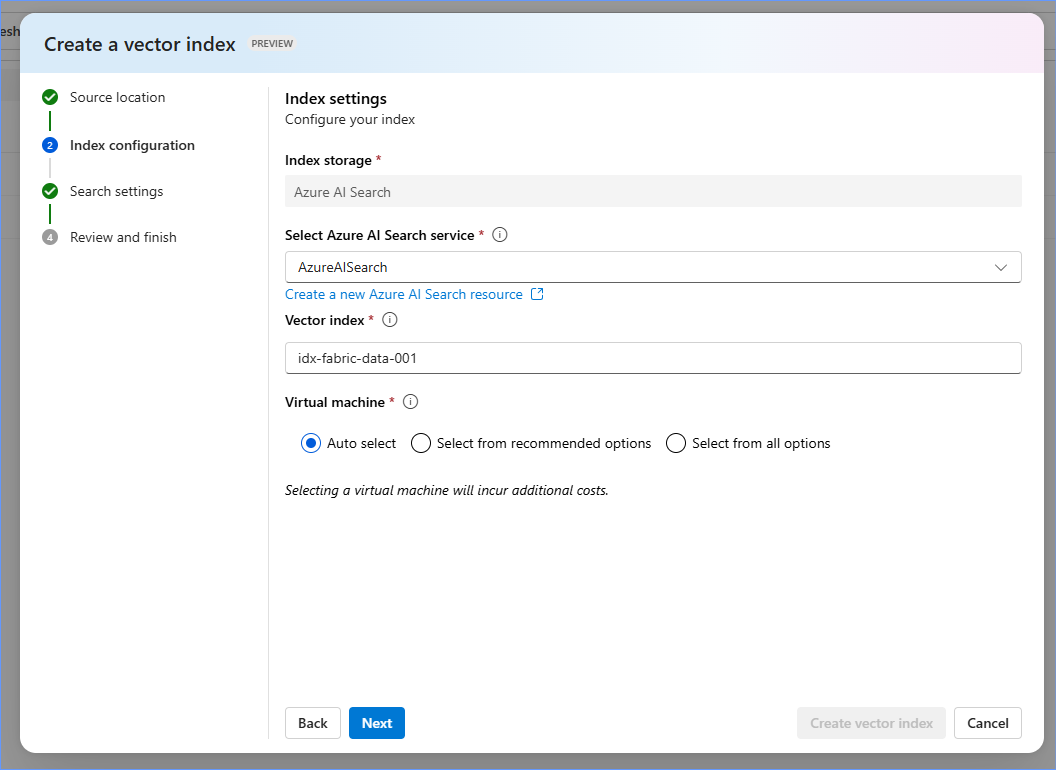 esh
Create a vector index PREVIEW
Source location
2 Index configuration
Search settings
4 Review and finish
Index settings
Configure your index
Index storage *
Azure AI Search
Select Azure AI Search service *
AzureAISearch
Create a new Azure AI Search resource
Vector index *
idx-fabric-data-001
Virtual machine *
Auto select Select from recommended options Select from all options
Selecting a virtual machine will incur additional costs.
Back Next Create vector index Cancel